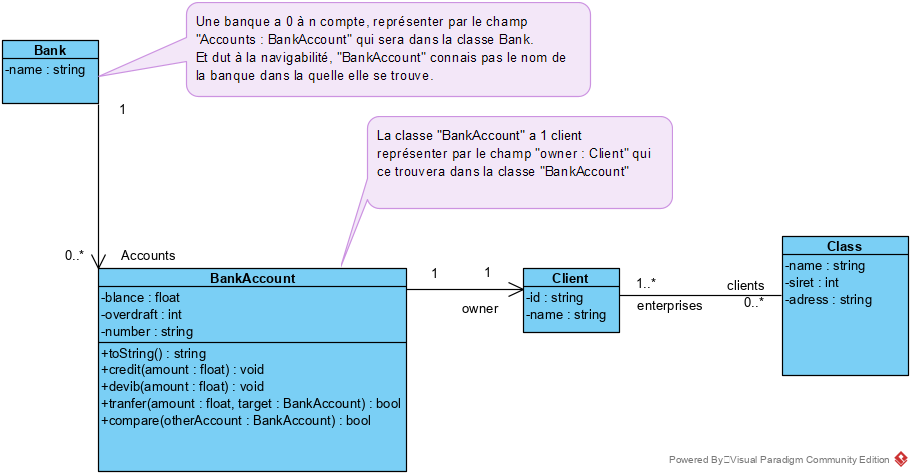 Une banque a 0 à n compte, représenter par le champ
"Accounts : BankAccount" qui sera dans la classe Bank.
Et dut à la navigabilité, "BankAccount" connais pas le nom de
la banque dans la quelle elle se trouve.
Bank
-name : string
1
La classe "BankAccount" a 1 client
représenter par le champ "owner : Client" qui
ce trouvera dans la classe "BankAccount"
0..*
Accounts
BankAccount
-blance : float
-overdraft : int
-number : string
+toString() : string
+credit(amount : float) : void
+devib(amount : float) : void
+tranfer(amount : float, target : BankAccount) : bool
+compare(otherAccount : BankAccount) : bool
1
1
owner
Client
-id : string
-name : string
1..*
enterprises
clients
0..*
Class
-name : string
-siret : int
-adress : string
Powered By Visual Paradigm Community Edition